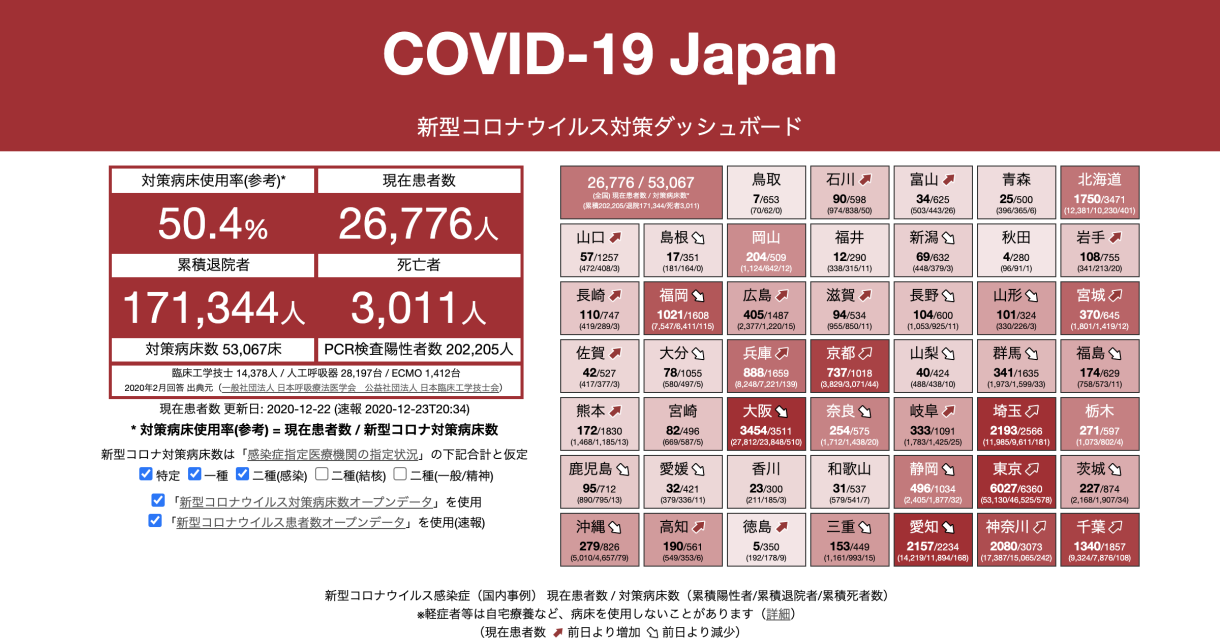 COVID-19 Japan
新型コロナウイルス対策ダッシュボード
対策病床使用率(参考)*
現在患者数
50.4%
26,776人
累積退院者
死亡者
171,344人
3,011人
対策病床数 53,067床
PCR検査陽性者数 202,205人
臨床工学技士 14,378人 / 人工呼吸器 28,197台 / ECMO 1,412台
2020年2月回答 出典元（一般社団法人 日本呼吸療法医学会　公益社団法人 日本臨床工学技士会）
現在患者数 更新日: 2020-12-22 (速報 2020-12-23T20:34)
* 対策病床使用率(参考) = 現在患者数 / 新型コロナ対策病床数
新型コロナ対策病床数は「感染症指定医療機関の指定状況」の下記合計と仮定
特定 一種 二種(感染) 二種(結核) 二種(一般/精神)
「新型コロナウイルス対策病床数オープンデータ」を使用
「新型コロナウイルス患者数オープンデータ」を使用(速報)
26,776 / 53,067
(全国) 現在患者数 / 対策病床数*
(累積202,205/退院171,344/死者3,011)
鳥取
7/653
(70/62/0)
石川
90/598
(974/838/50)
富山
34/625
(503/443/26)
青森
25/500
(396/365/6)
北海道
1750/3471
(12,381/10,230/401)
山口
57/1257
(472/408/3)
島根
17/351
(181/164/0)
岡山
204/509
(1,124/642/12)
福井
12/290
(338/315/11)
新潟
69/632
(448/379/3)
秋田
4/280
(96/91/1)
岩手
108/755
(341/213/20)
長崎
110/747
(419/289/3)
福岡
1021/1608
(7,547/6,411/115)
広島
405/1487
(2,377/1,220/15)
滋賀
94/534
(955/850/11)
長野
104/600
(1,053/925/11)
山形
101/324
(330/226/3)
宮城
370/645
(1,801/1,419/12)
佐賀
42/527
(417/377/3)
大分
78/1055
(580/497/5)
兵庫
888/1659
(8,248/7,221/139)
京都
737/1018
(3,829/3,071/44)
山梨
40/424
(488/438/10)
群馬
341/1635
(1,973/1,599/33)
福島
174/629
(758/573/11)
熊本
172/1830
(1,468/1,185/13)
宮崎
82/496
(669/587/5)
大阪
3454/3511
(27,812/23,848/510)
奈良
254/575
(1,712/1,438/20)
岐阜
333/1091
(1,783/1,425/25)
埼玉
2193/2566
(11,985/9,611/181)
栃木
271/597
(1,073/802/4)
鹿児島
95/712
(890/795/13)
愛媛
32/421
(379/336/11)
香川
23/300
(211/185/3)
和歌山
31/537
(579/541/7)
静岡
496/1034
(2,405/1,877/32)
東京
6027/6360
(53,130/46,525/578)
茨城
227/874
(2,168/1,907/34)
沖縄
279/826
(5,010/4,657/79)
高知
190/561
(549/353/6)
徳島
5/350
(192/178/9)
三重
153/449
(1,161/993/15)
愛知
2157/2234
(14,219/11,894/168)
神奈川
2080/3073
(17,387/15,065/242)
千葉
1340/1857
(9,324/7,876/108)
新型コロナウイルス感染症（国内事例） 現在患者数 / 対策病床数（累積陽性者/累積退院者/累積死者数）
※軽症者等は自宅療養など、病床を使用しないことがあります（詳細）
（現在患者数 前日より増加 前日より減少）